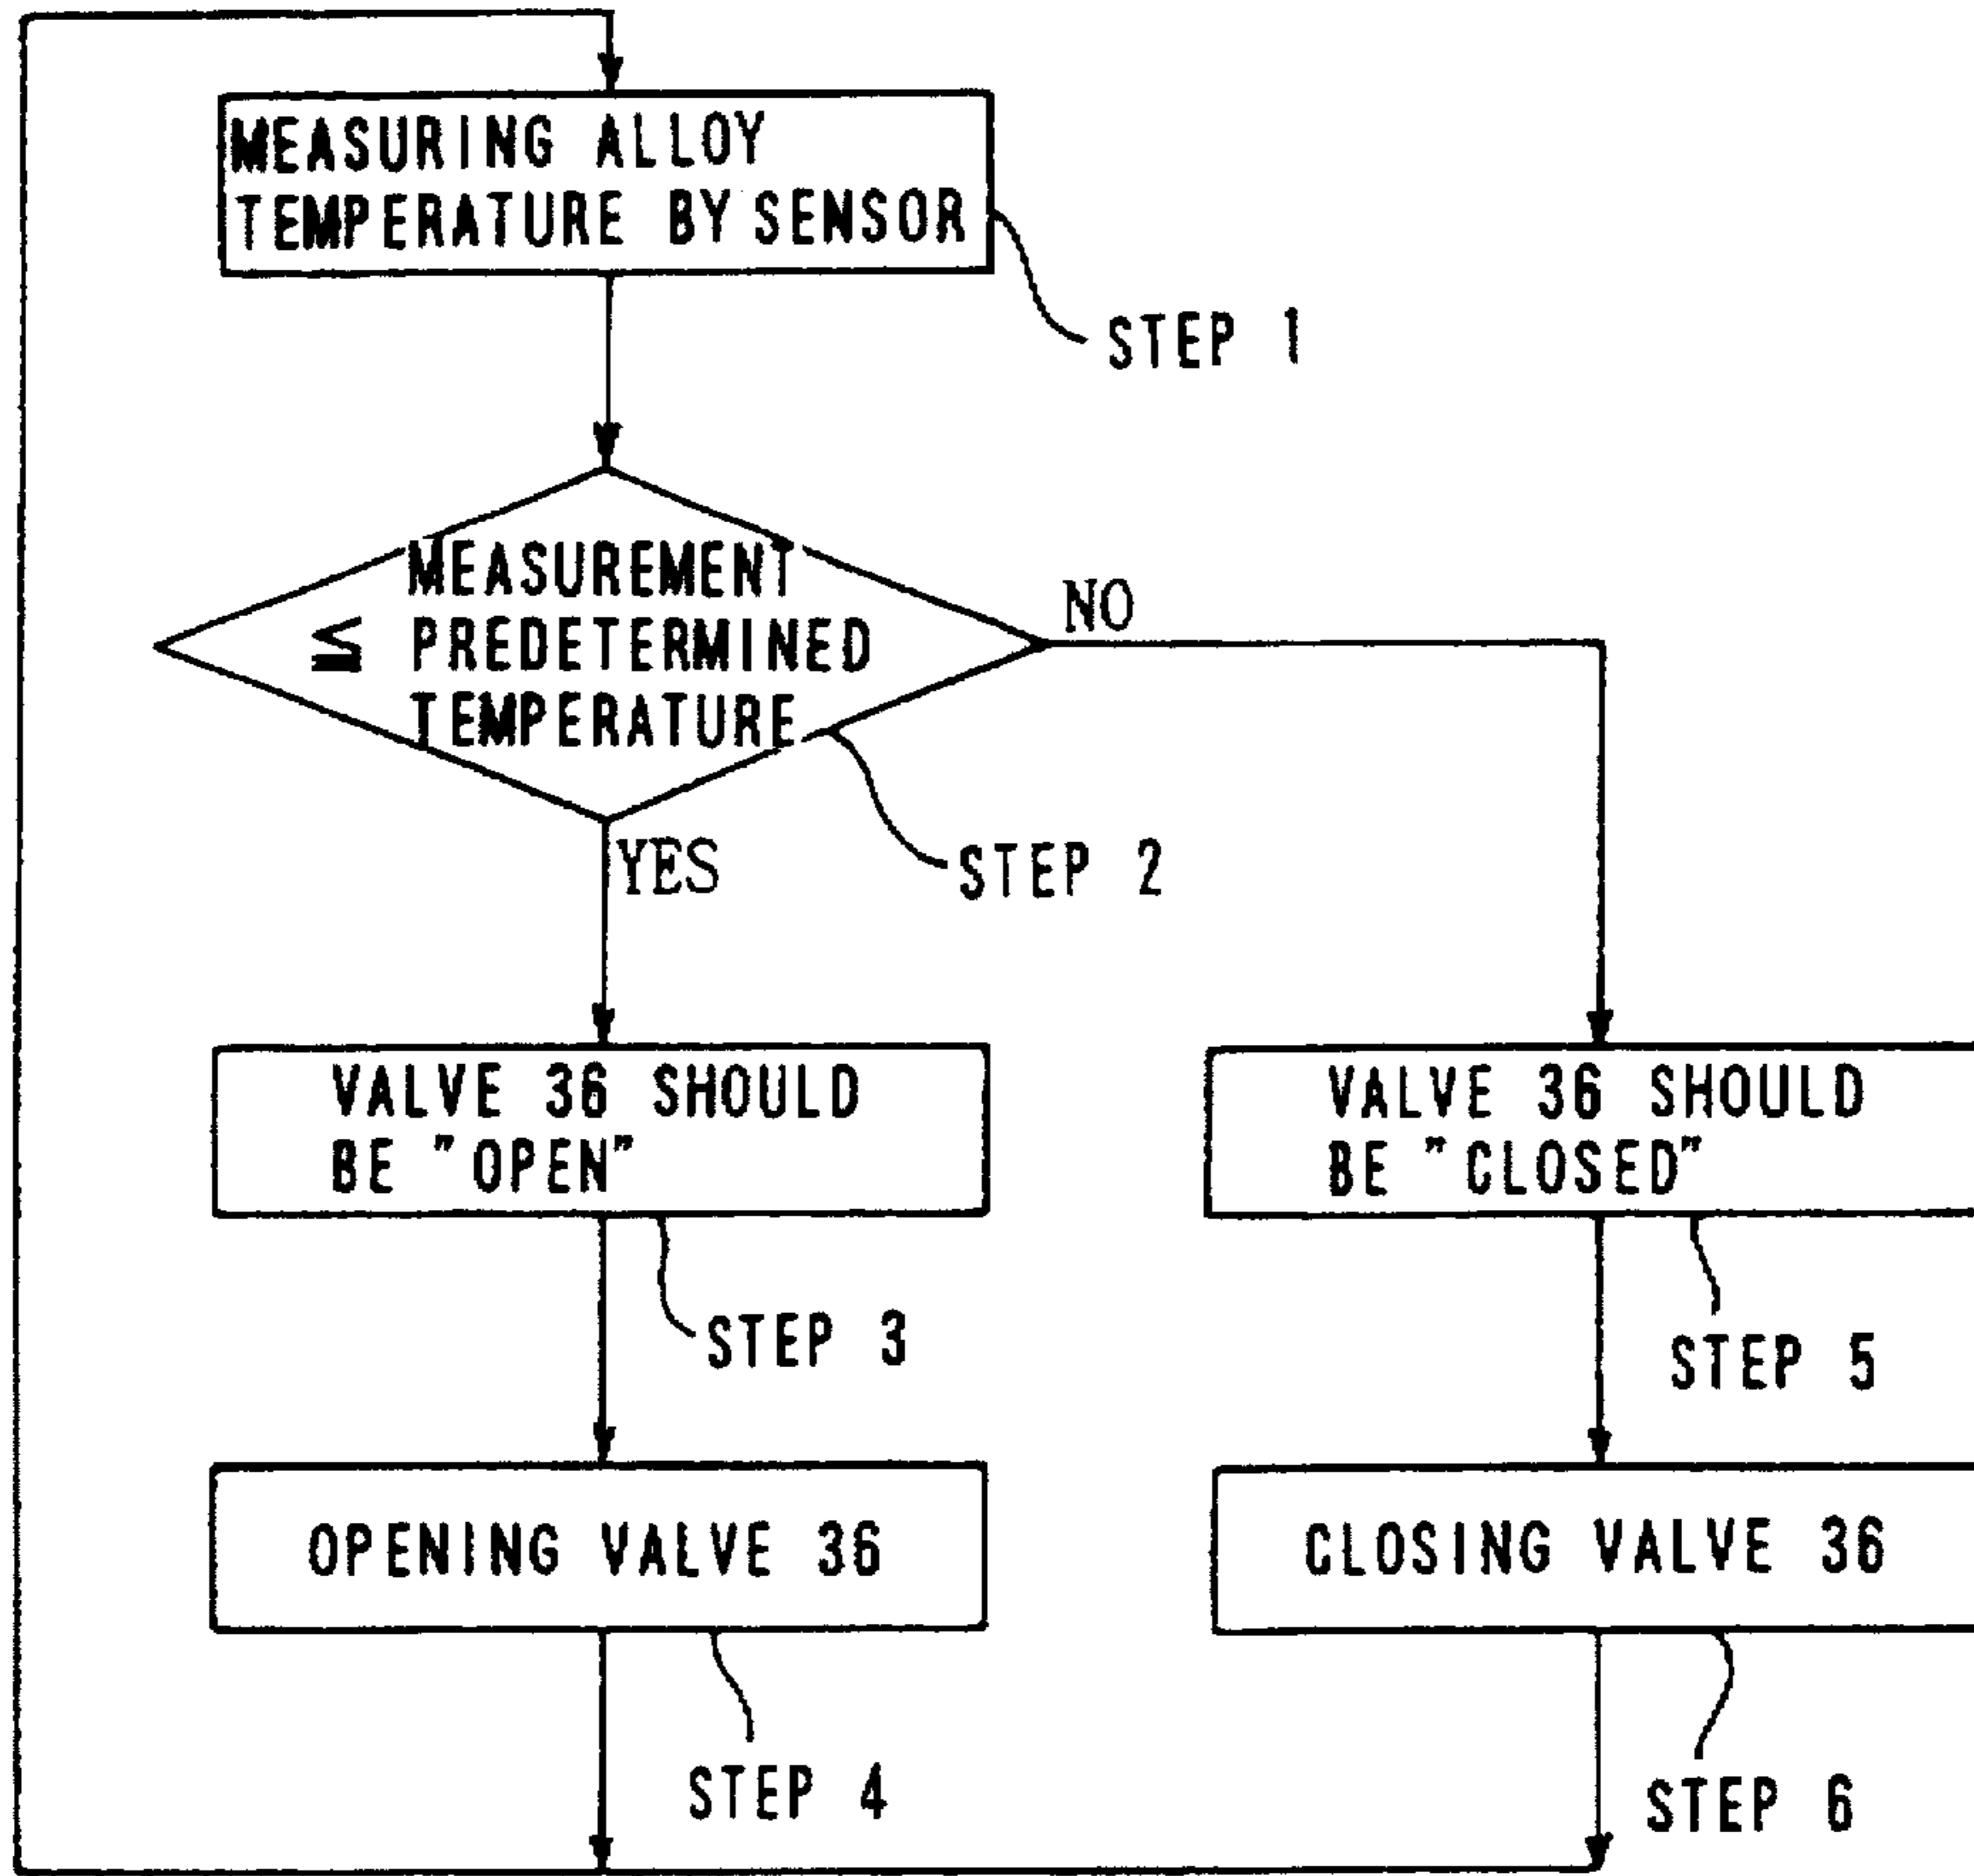 MEASURING ALLOY
TEMPERATURE BY SENSOR
STEP 1
MEASUREMENT
≦ PREDETERMINED
TEMPERATURE
NO
YES
STEP 2
VALVE 36 SHOULD
BE "OPEN"
STEP 3
VALVE 36 SHOULD
BE "CLOSED"
STEP 5
OPENING VALVE 36
STEP 4
CLOSING VALVE 36
STEP 6